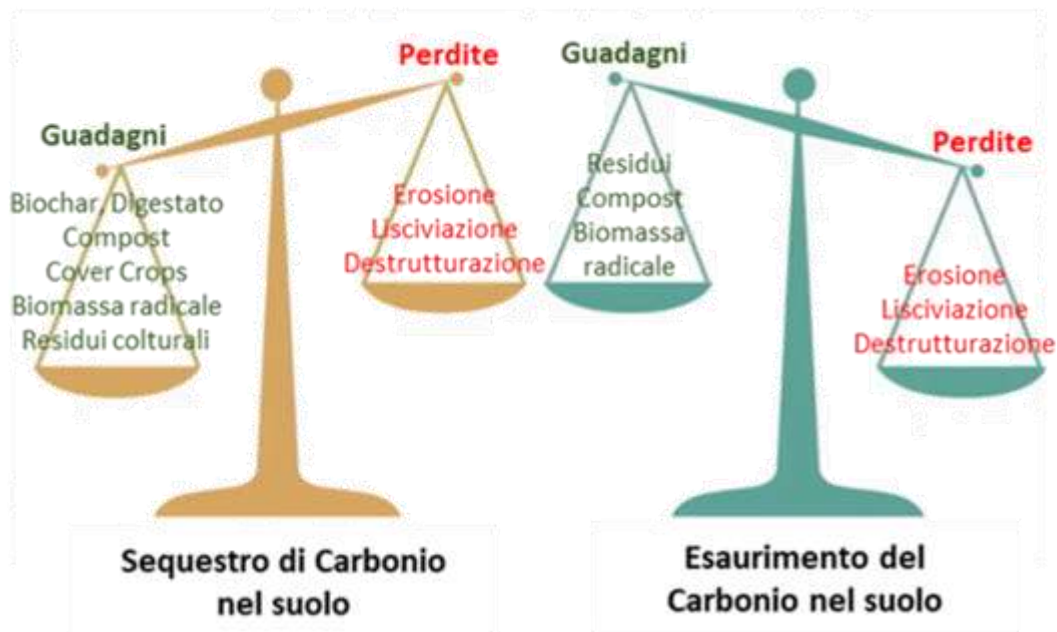 Guadagni
Perdite
Biochar, Digestato
Compost
Cover Crops
Biomassa radicale
Residui colturali
Erosione
Lisciviazione
Destrutturazione
Sequestro di Carbonio
nel suolo
Guadagni
Perdite
Residui
Compost
Biomassa
radicale
Erosione
Lisciviazione
Destrutturazione
Esaurimento del
Carbonio nel suolo